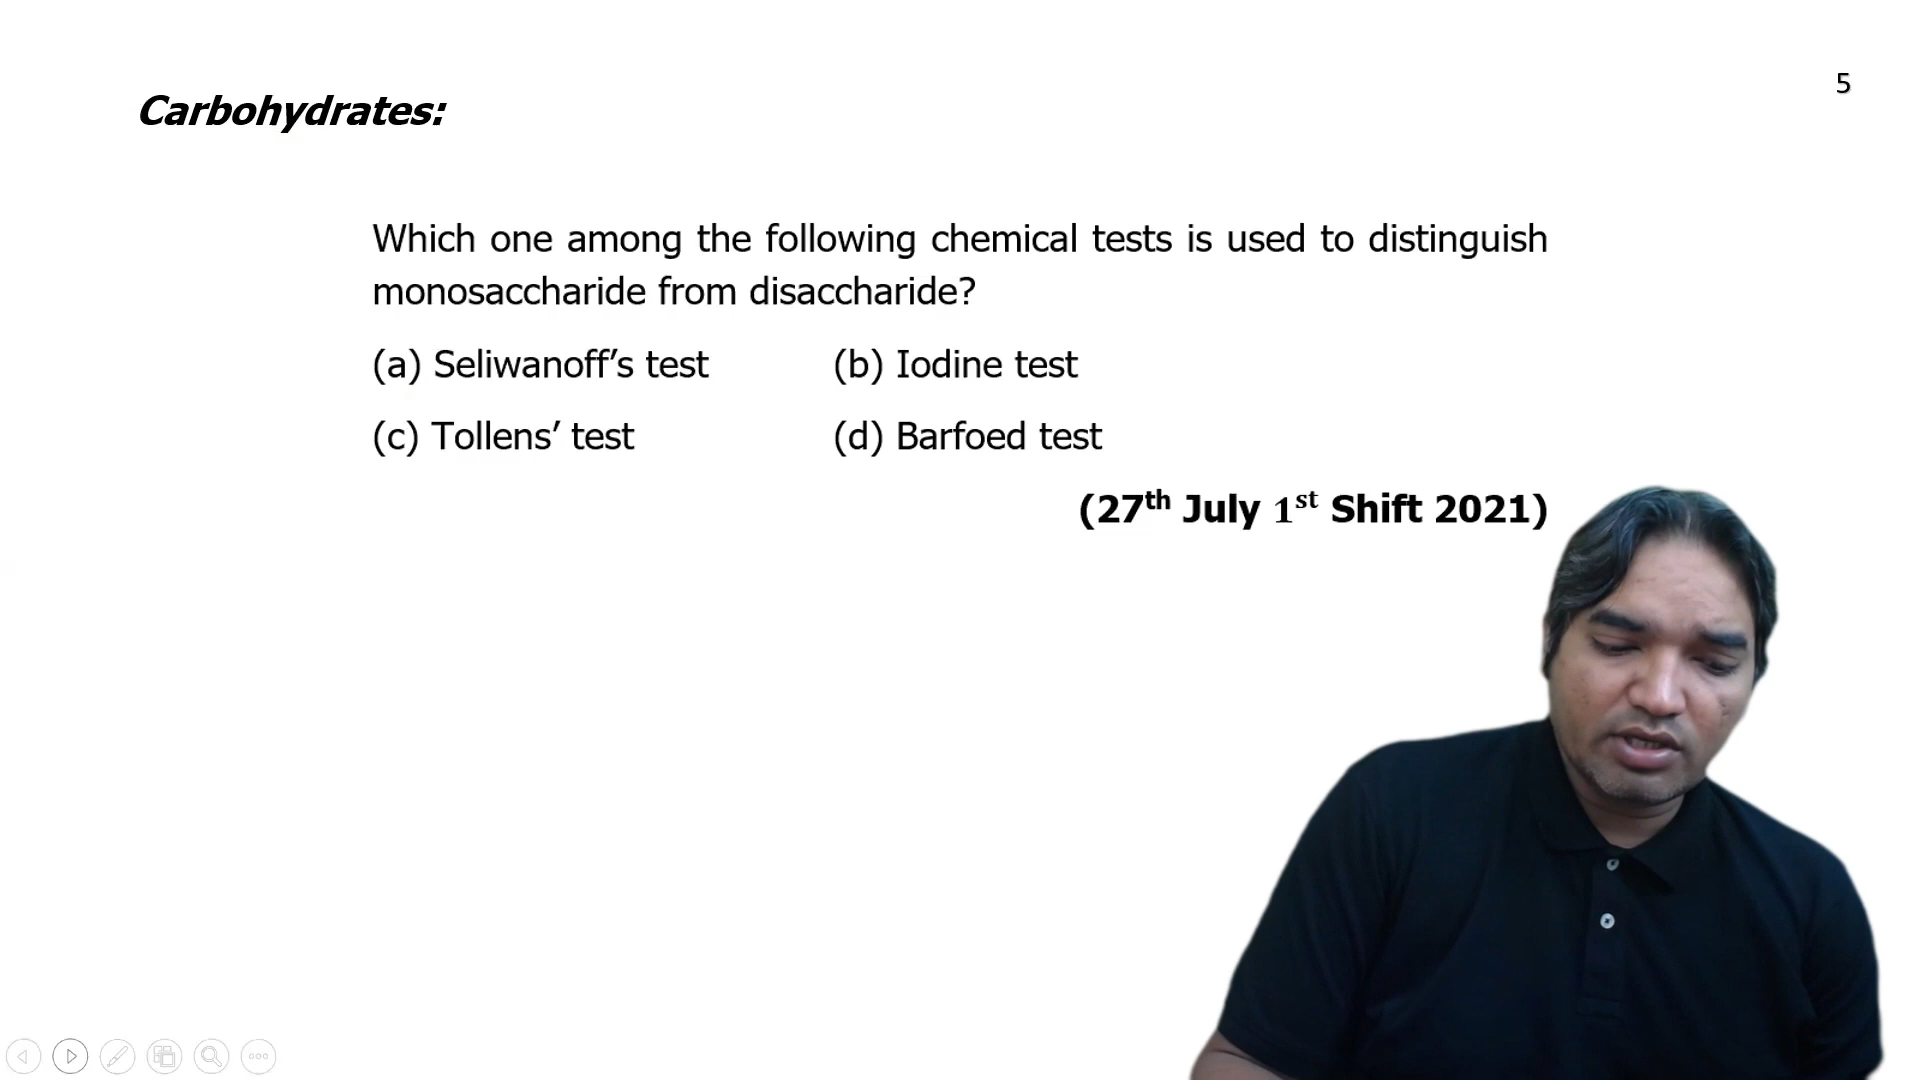 5
Carbohydrates:
Which one among the following chemical tests is used to distinguish
monosaccharide from disaccharide?
(a) Seliwanoff’s test (b) Iodine test
(c) Tollens’ test (d) Barfoed test
(27th July 1st Shift 2021)